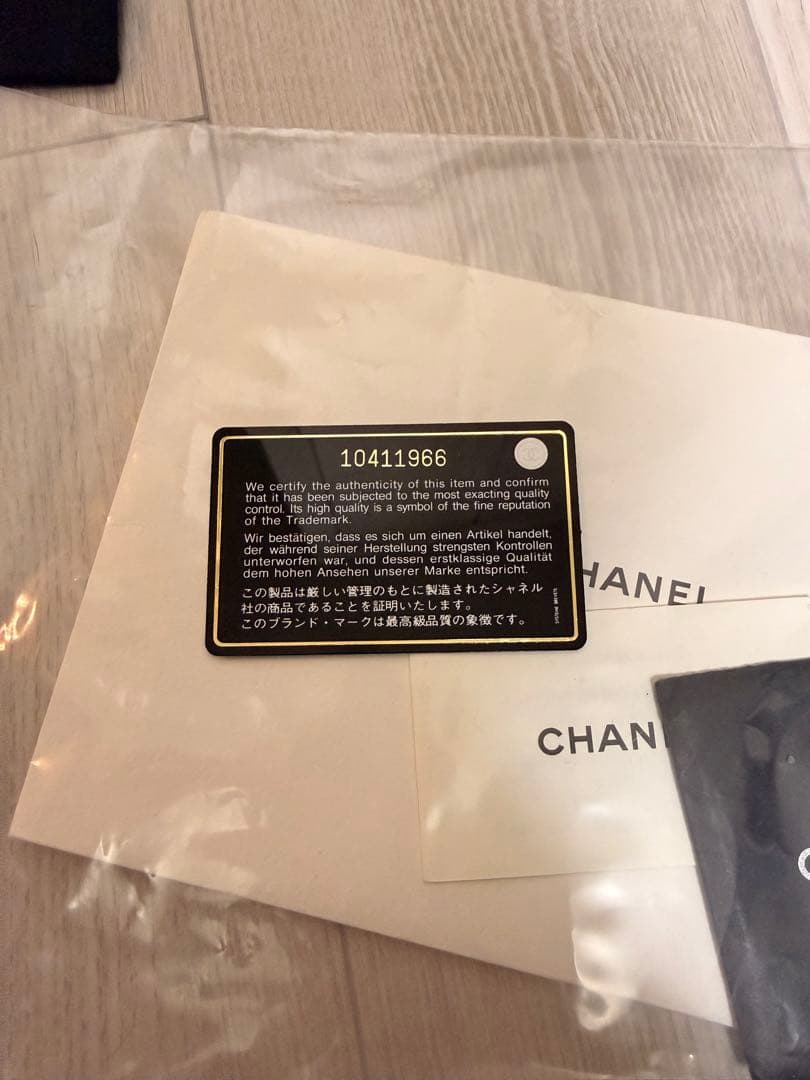 10411966
We certify the authenticity of this item and confirm
that it has been subjected to the most exacting quality
control. Its high quality is a symbol of the fine reputation
of the Trademark.
Wir bestätigen, dass es sich um einen Artikel handelt,
der während seiner Herstellung strengsten Kontrollen
unterworfen war, und dessen erstklassige Qualität
dem hohen Ansehen unserer Marke entspricht.
この製品は厳しい管理のもとに製造されたシャネル
社の商品であることを証明いたします。
このブランド・マークは最高級品質の象徴です。
HANEL
CHAN
C